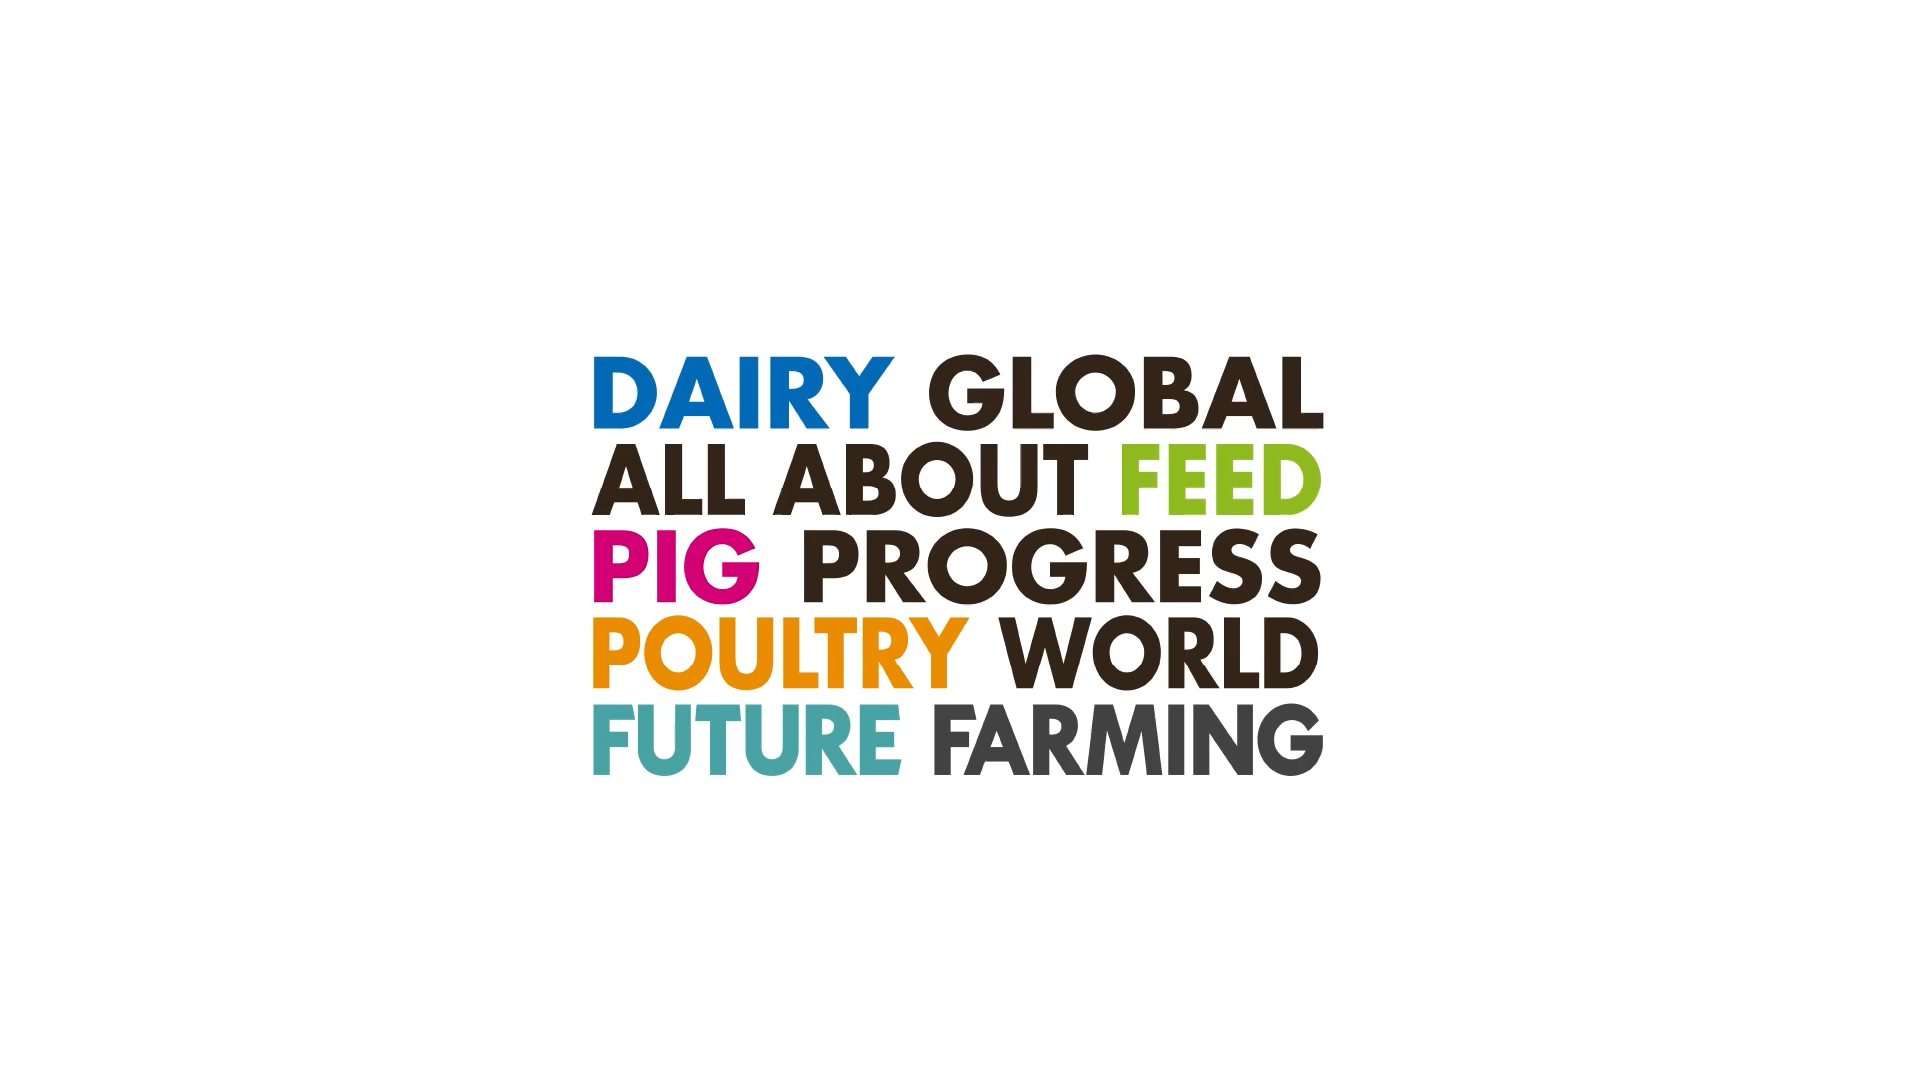 DAIRY GLOBAL
ALL ABOUT FEED
PIG PROGRESS
POULTRY WORLD
FUTURE FARMING